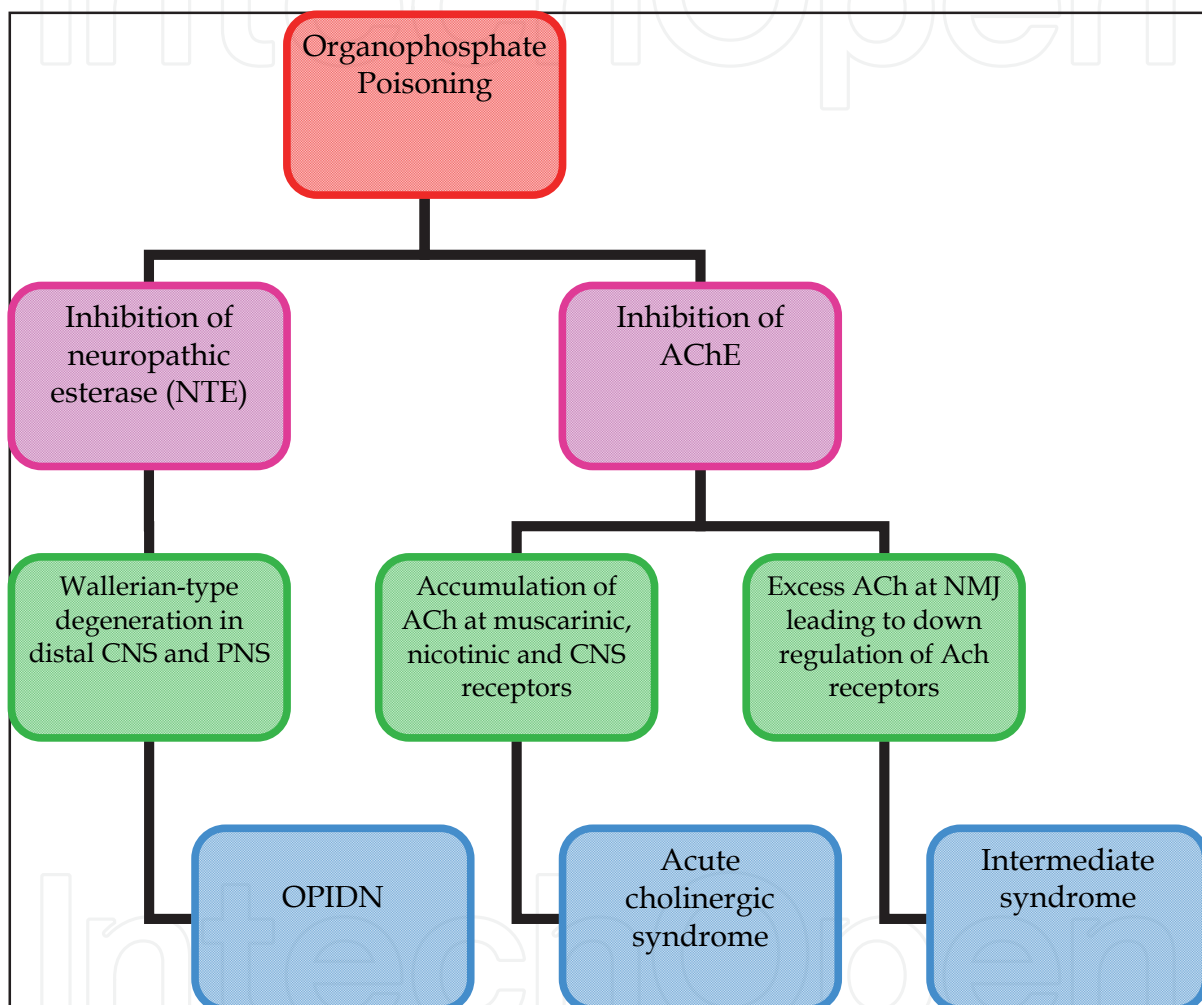 IntechOpen
Organophosphate
Poisoning
Inhibition of
neuropathic
esterase (NTE)
Inhibition of
AChE
Wallerian-type
degeneration in
distal CNS and PNS
Accumulation of
ACh at muscarinic,
nicotinic and CNS
receptors
Excess ACh at NMJ
leading to down
regulation of Ach
receptors
OPIDN
Acute
cholinergic
syndrome
Intermediate
syndrome
IntechOpen